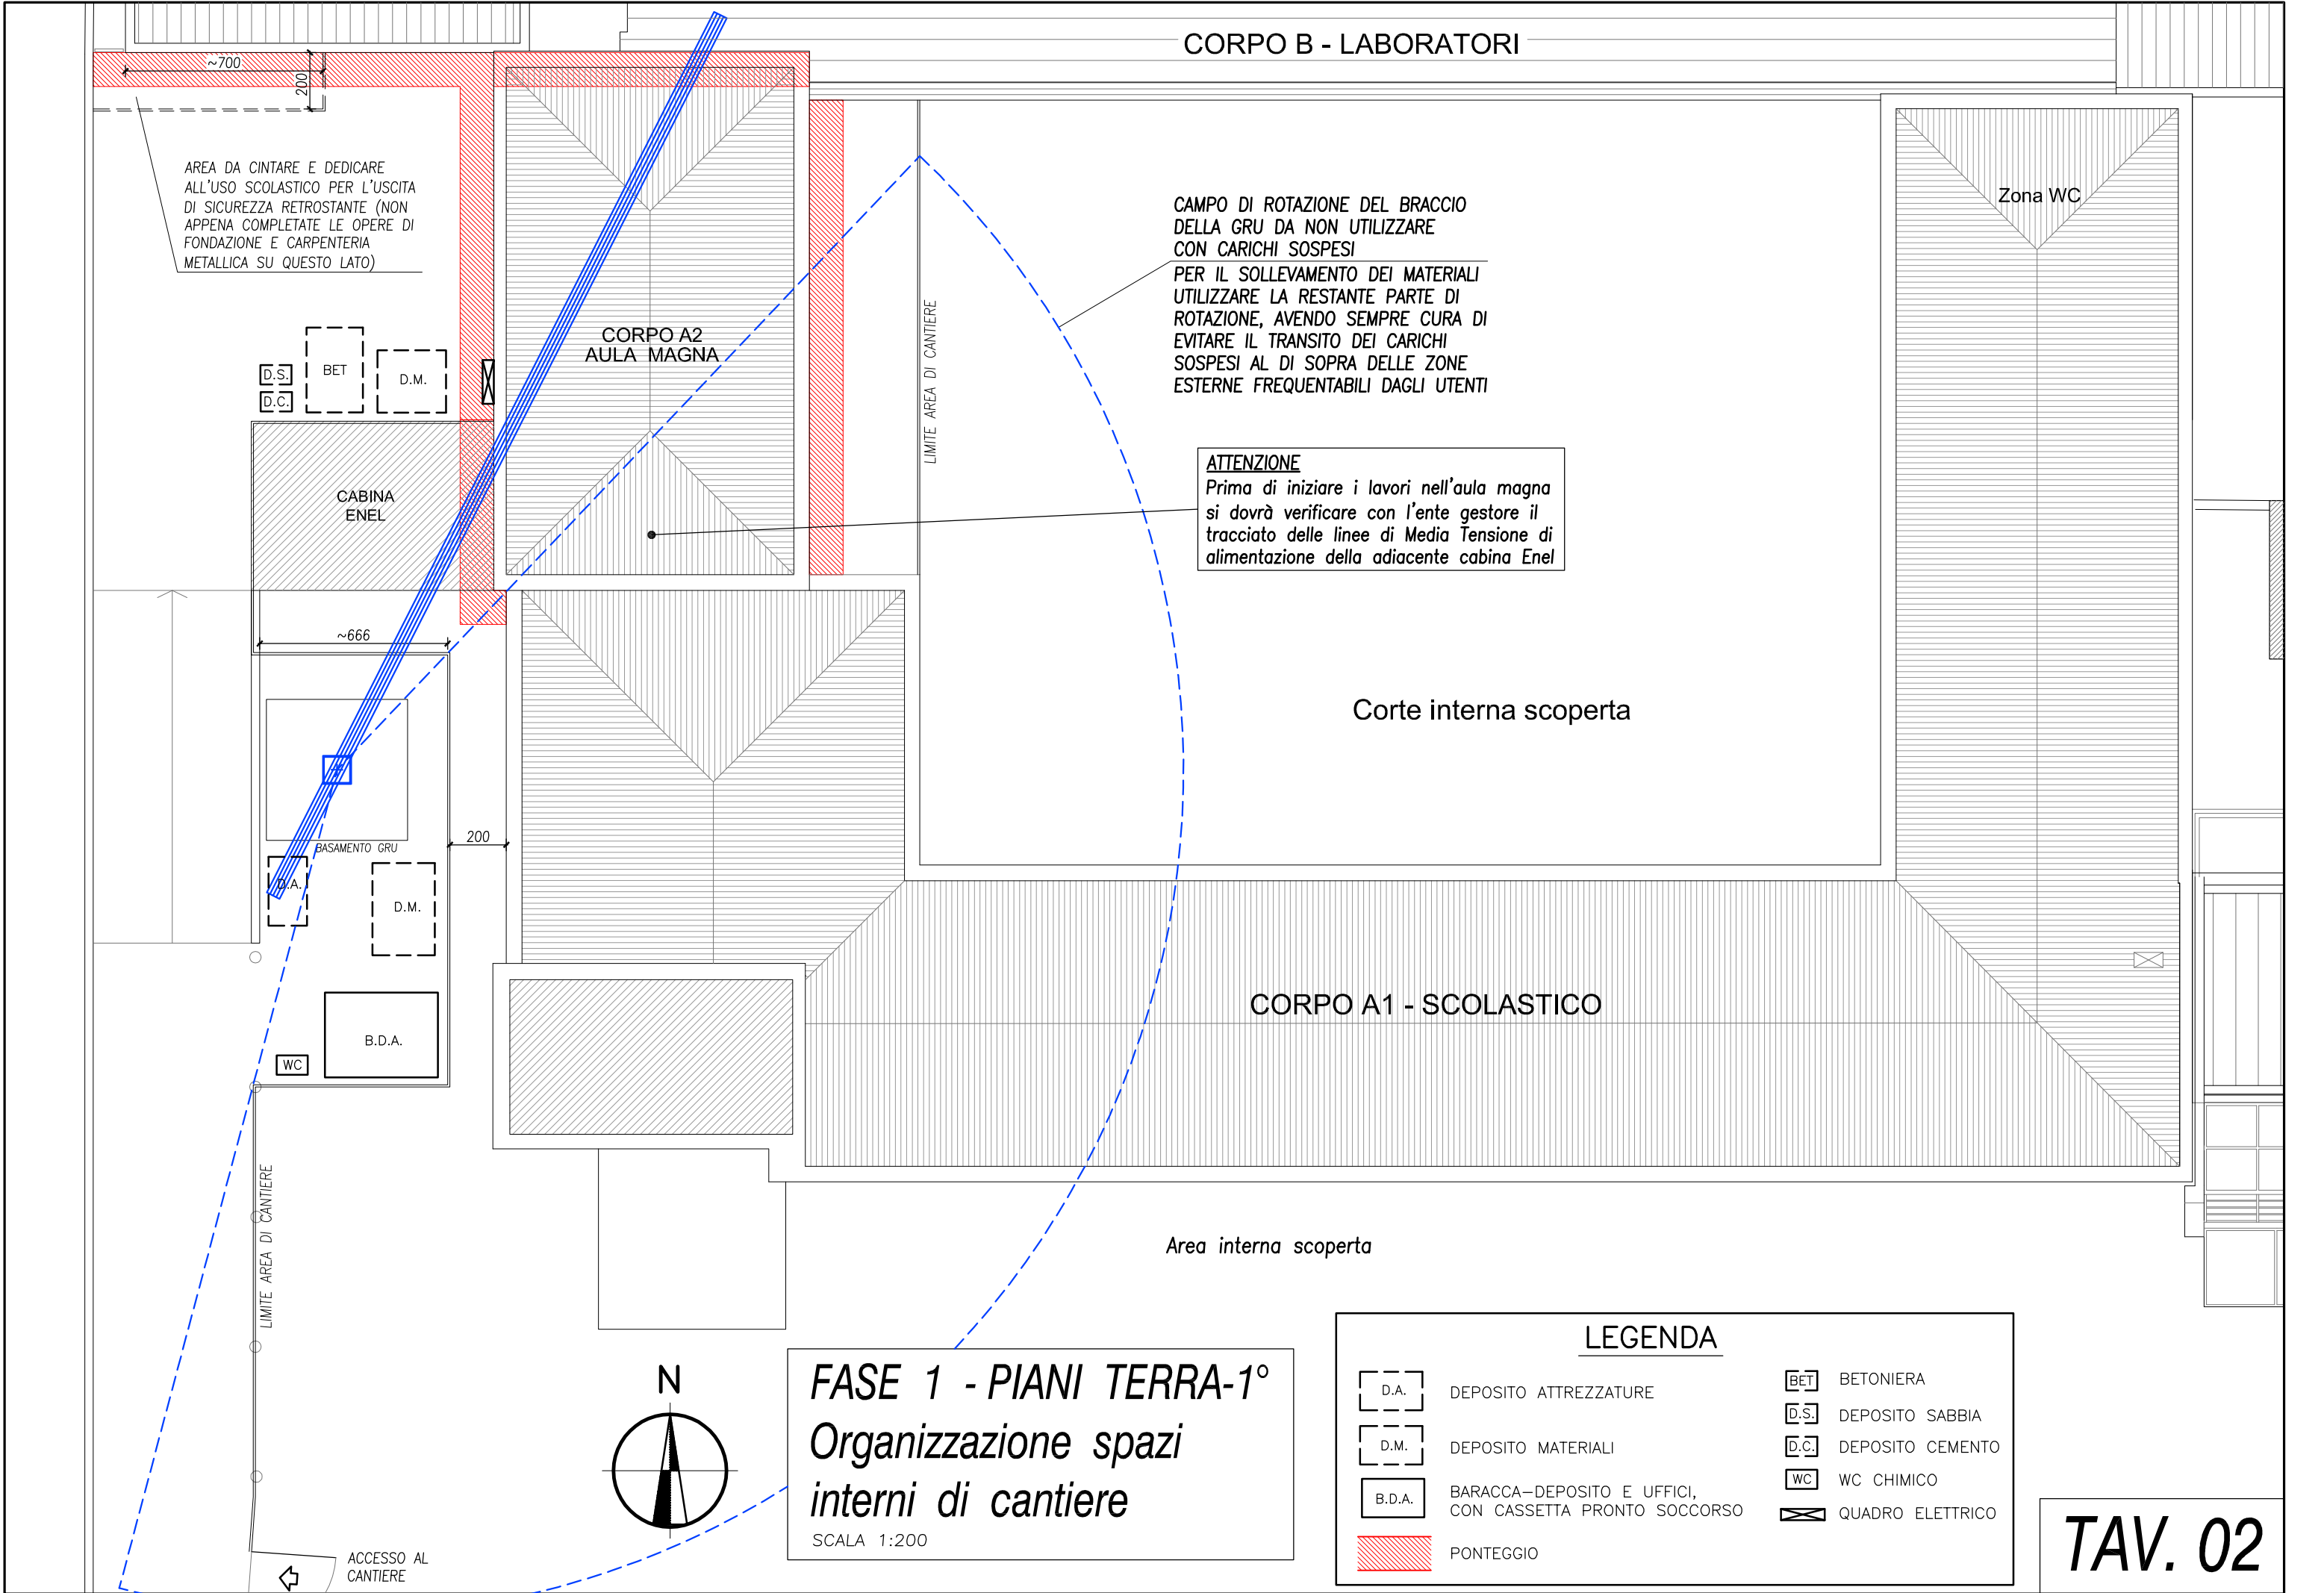 CORPO B - LABORATORI
~700
200
AREA DA CINTARE E DEDICARE
ALL'USO SCOLASTICO PER L'USCITA
DI SICUREZZA RETROSTANTE (NON
APPENA COMPLETATE LE OPERE DI
FONDAZIONE E CARPENTERIA
METALLICA SU QUESTO LATO)
CAMPO DI ROTAZIONE DEL BRACCIO
DELLA GRU DA NON UTILIZZARE
CON CARICHI SOSPESI
PER IL SOLLEVAMENTO DEI MATERIALI
UTILIZZARE LA RESTANTE PARTE DI
ROTAZIONE, AVENDO SEMPRE CURA DI
EVITARE IL TRANSITO DEI CARICHI
SOSPESI AL DI SOPRA DELLE ZONE
ESTERNE FREQUENTABILI DAGLI UTENTI
Zona WC
CORPO A2
AULA MAGNA
LIMITE AREA DI CANTIERE
D.S.
D.C.
BET
D.M.
ATTENZIONE
Prima di iniziare i lavori nell'aula magna
si dovrà verificare con l'ente gestore il
tracciato delle linee di Media Tensione di
alimentazione della adiacente cabina Enel
CABINA
ENEL
~666
Corte interna scoperta
200
BASAMENTO GRU
D.A.
D.M.
B.D.A.
WC
CORPO A1 - SCOLASTICO
LIMITE AREA DI CANTIERE
Area interna scoperta
N
FASE 1 - PIANI TERRA-1°
Organizzazione spazi
interni di cantiere
SCALA 1:200
ACCESSO AL
CANTIERE
LEGENDA
D.A. DEPOSITO ATTREZZATURE
D.M. DEPOSITO MATERIALI
B.D.A. BARACCA-DEPOSITO E UFFICI,
CON CASSETTA PRONTO SOCCORSO
PONTEGGIO
BET BETONIERA
D.S. DEPOSITO SABBIA
D.C. DEPOSITO CEMENTO
WC WC CHIMICO
QUADRO ELETTRICO
TAV. 02